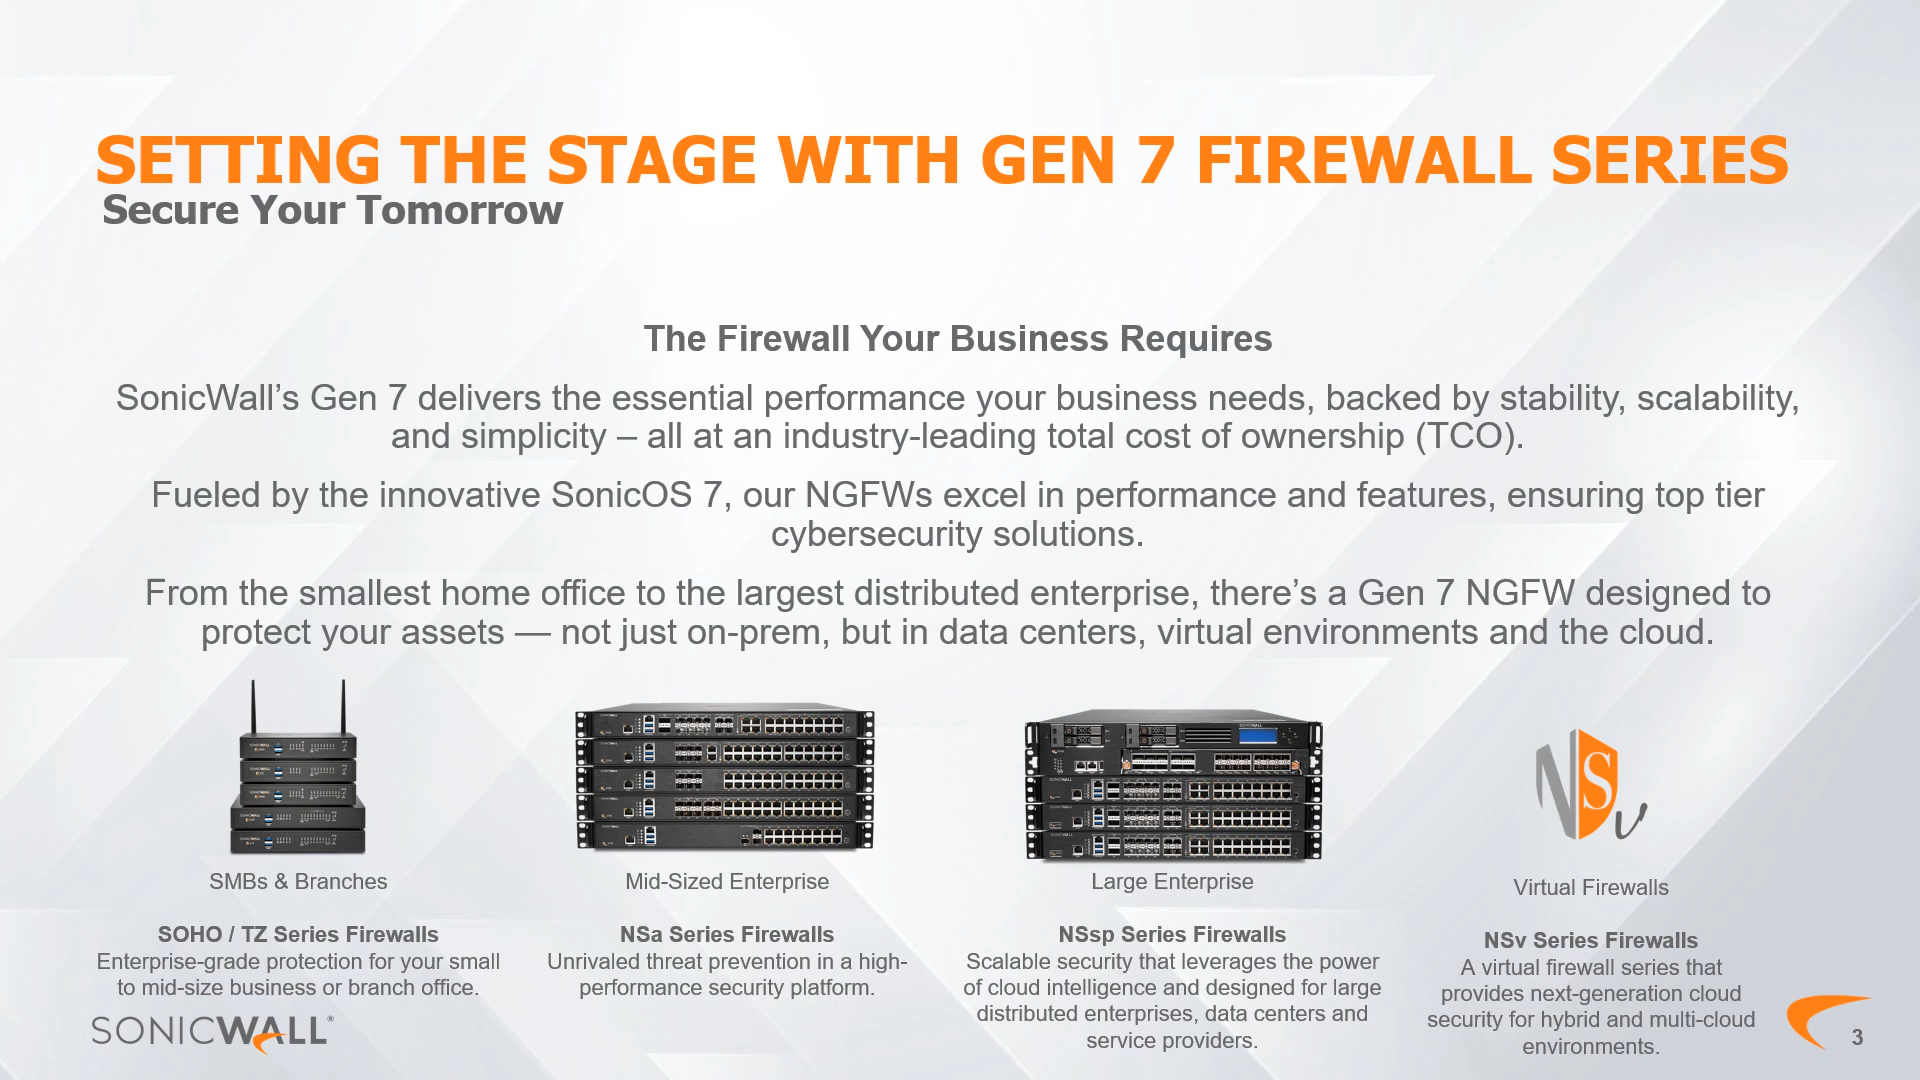 SETTING THE STAGE WITH GEN 7 FIREWALL SERIES
Secure Your Tomorrow
The Firewall Your Business Requires
SonicWall’s Gen 7 delivers the essential performance your business needs, backed by stability, scalability,
and simplicity – all at an industry-leading total cost of ownership (TCO).
Fueled by the innovative SonicOS 7, our NGFWs excel in performance and features, ensuring top tier
cybersecurity solutions.
From the smallest home office to the largest distributed enterprise, there’s a Gen 7 NGFW designed to
protect your assets — not just on-prem, but in data centers, virtual environments and the cloud.
NSv
SMBs & Branches
SOHO / TZ Series Firewalls
Enterprise-grade protection for your small
to mid-size business or branch office.
Mid-Sized Enterprise
NSa Series Firewalls
Unrivaled threat prevention in a high-
performance security platform.
Large Enterprise
NSsp Series Firewalls
Scalable security that leverages the power
of cloud intelligence and designed for large
distributed enterprises, data centers and
service providers.
Virtual Firewalls
NSv Series Firewalls
A virtual firewall series that
provides next-generation cloud
security for hybrid and multi-cloud
environments.
SONICWALL®
3